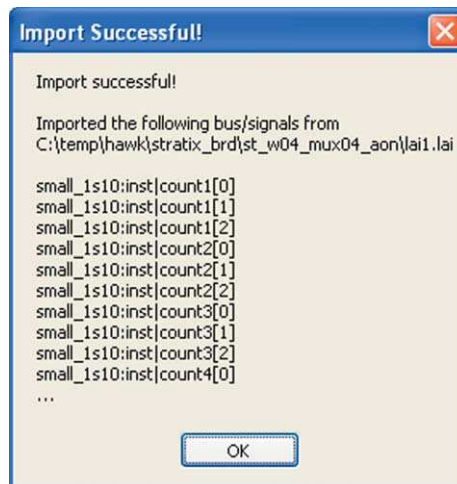 Import Successful!
Import successful!
Imported the following bus/signals from
C:\temp\hawk\stratix_brd\st_w04_mux04_aon\lai1.lai
small_1s10:inst|count1[0]
small_1s10:inst|count1[1]
small_1s10:inst|count1[2]
small_1s10:inst|count2[0]
small_1s10:inst|count2[1]
small_1s10:inst|count2[2]
small_1s10:inst|count3[0]
small_1s10:inst|count3[1]
small_1s10:inst|count3[2]
small_1s10:inst|count4[0]
...
OK